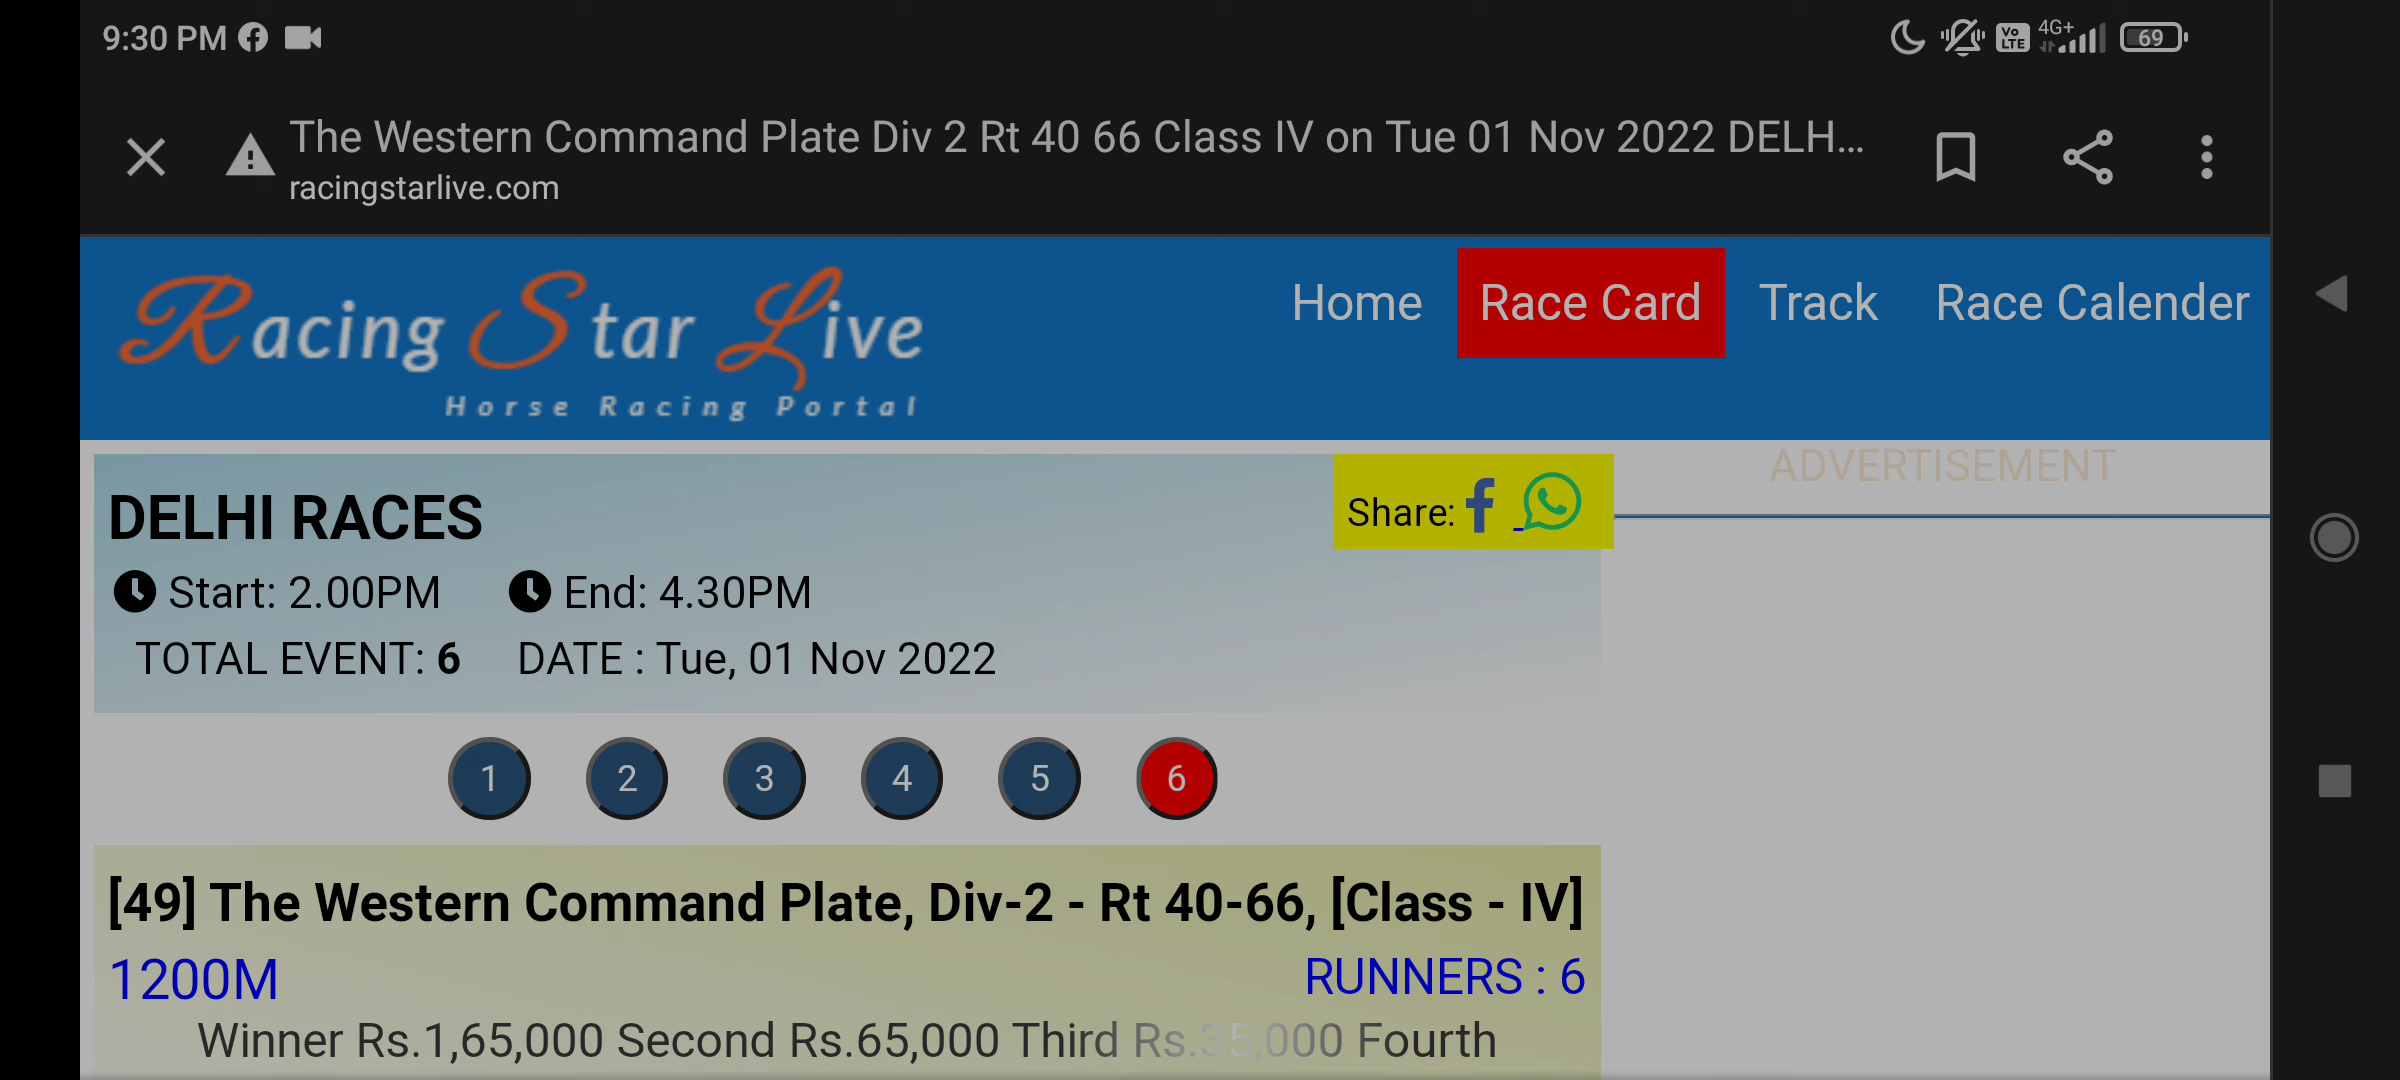 9:30 PM
Vo LTE 4G+ 69
The Western Command Plate Div 2 Rt 40 66 Class IV on Tue 01 Nov 2022 DELH...
racingstarlive.com
Racing Star Live
Horse Racing Portal
Home Race Card Track Race Calender
ADVERTISEMENT
DELHI RACES
Share:
Start: 2.00PM End: 4.30PM
TOTAL EVENT: 6 DATE : Tue, 01 Nov 2022
1 2 3 4 5 6
[49] The Western Command Plate, Div-2 - Rt 40-66, [Class - IV]
1200M RUNNERS : 6
Winner Rs.1,65,000 Second Rs.65,000 Third Rs.35,000 Fourth